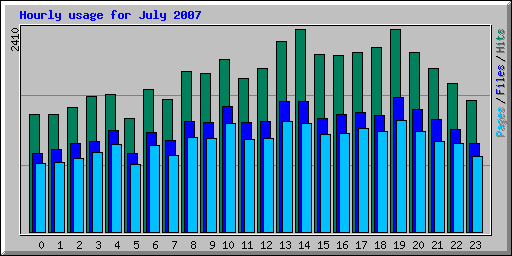 Hourly usage for July 2007
2410
Pages / Files / Hits
0 1 2 3 4 5 6 7 8 9 10 11 12 13 14 15 16 17 18 19 20 21 22 23